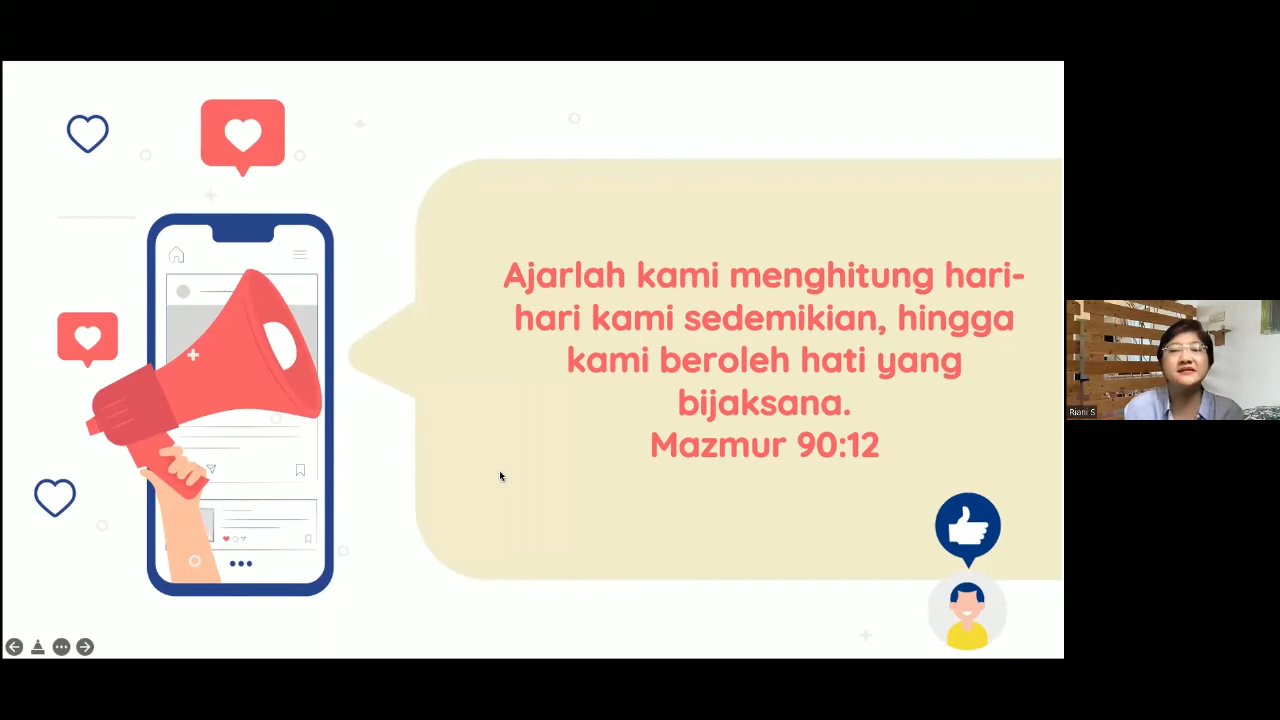 Ajarlah kami menghitung hari-
hari kami sedemikian, hingga
kami beroleh hati yang
bijaksana.
Mazmur 90:12
Riani S